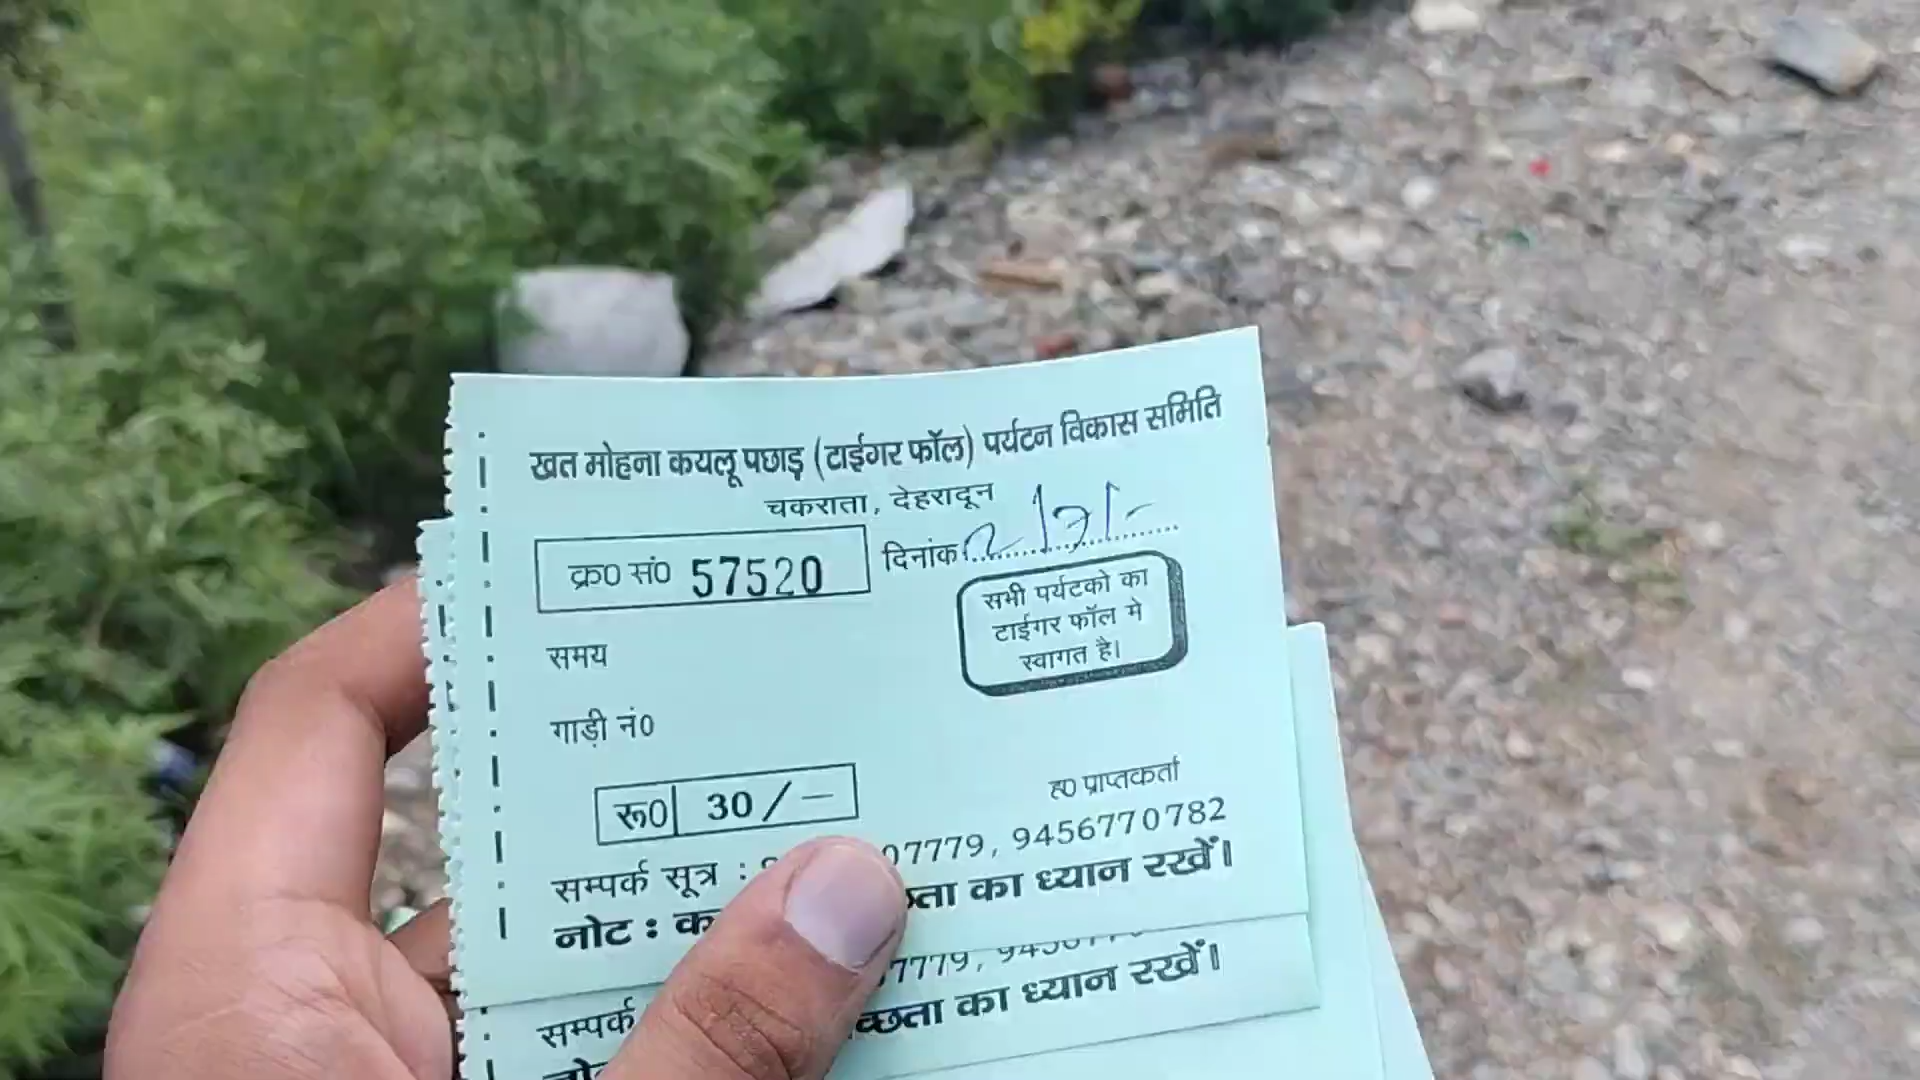 खत मोहना कयलू पछाड़ (टाईगर फॉल) पर्यटन विकास समिति
चकराता, देहरादून
क्र0 सं0 57520
दिनांक
सभी पर्यटको का
टाईगर फॉल मे
स्वागत है।
समय
गाड़ी नं0
रू0 30/-
ह0 प्राप्तकर्ता
सम्पर्क सूत्र : 07779, 9456770782
नोट : का ध्यान रखें।
7779,
सम्पर्क
का ध्यान रखें।